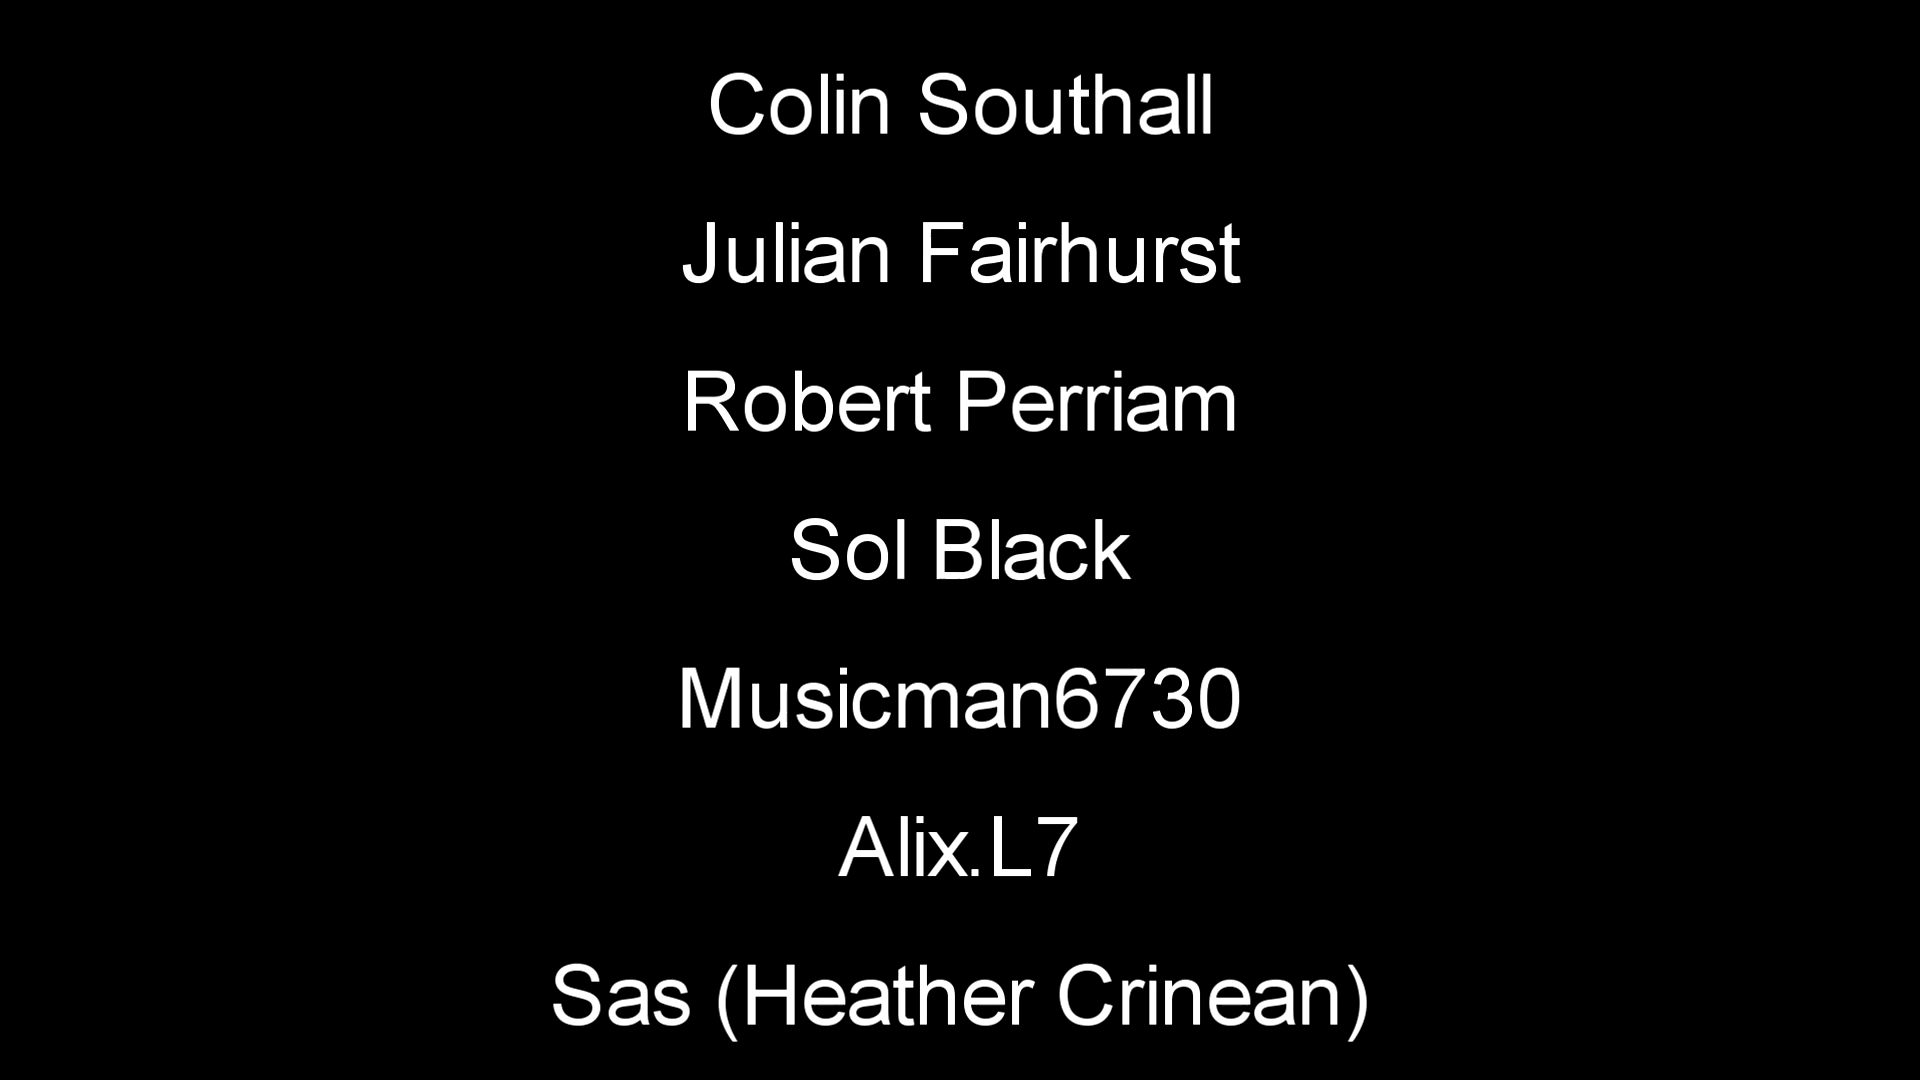 Colin Southall
Julian Fairhurst
Robert Perriam
Sol Black
Musicman6730
Alix.L7
Sas (Heather Crinean)